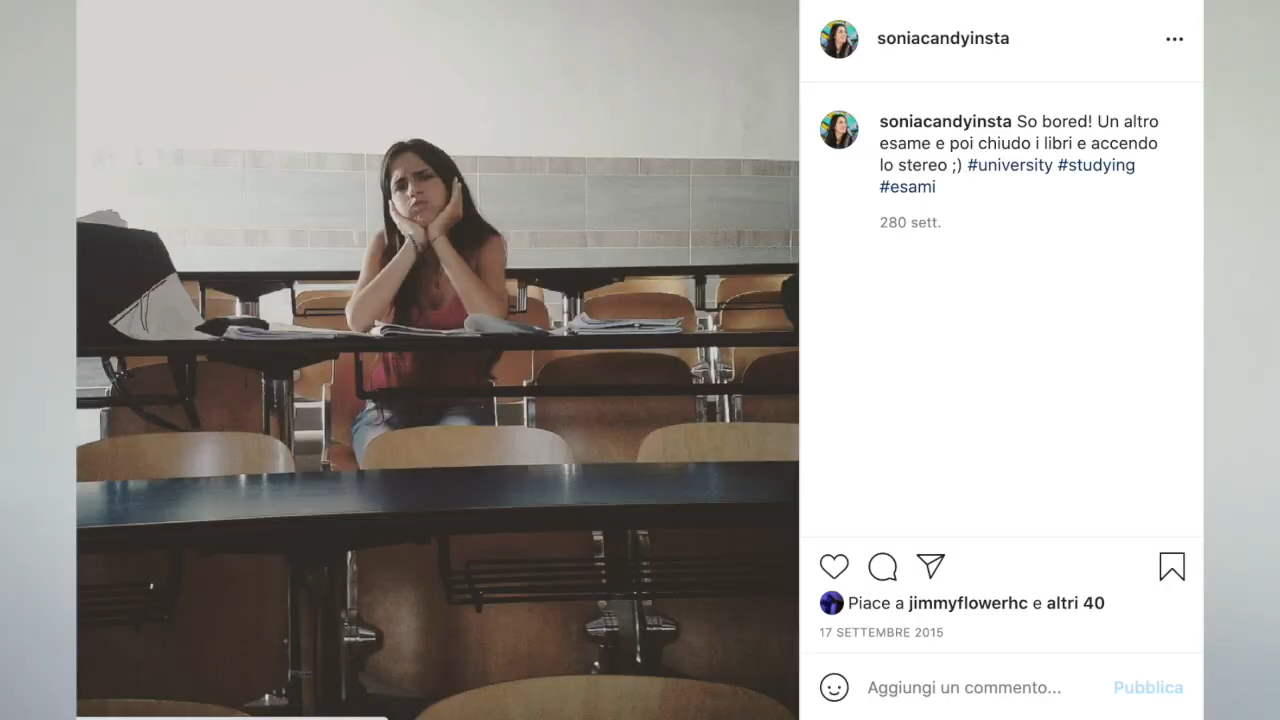 soniacandyinsta
soniacandyinsta So bored! Un altro
esame e poi chiudo i libri e accendo
lo stereo ;) #university #studying
#esami
280 sett.
Piace a jimmyflowerhc e altri 40
17 SETTEMBRE 2015
Aggiungi un commento... Pubblica